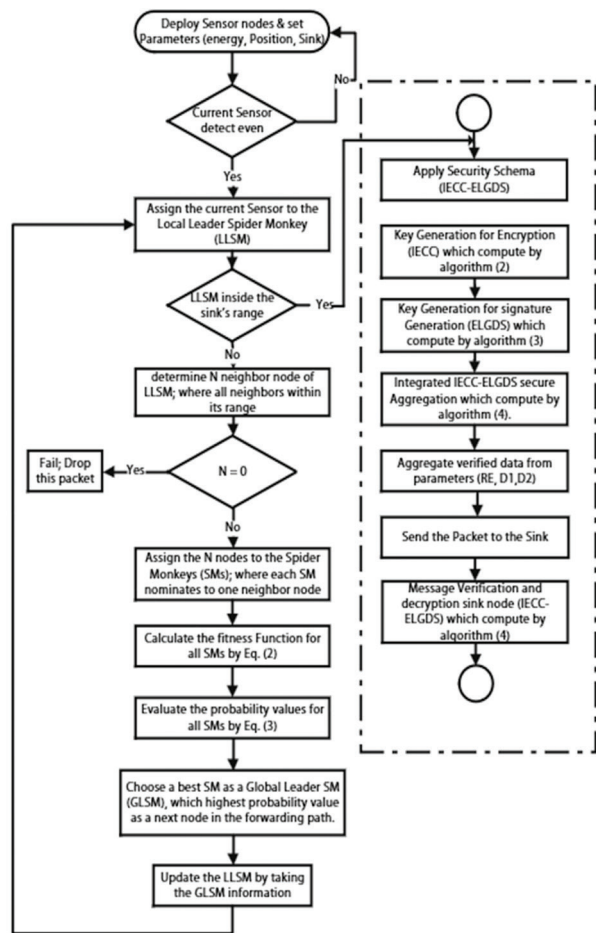 Deploy Sensor nodes & set
Parameters (energy, Position, Sink)
No
Current Sensor
detect even
Yes
Assign the current Sensor to the
Local Leader Spider Monkey
(LLSM)
LLSM inside the
sink's range
Yes
No
determine N neighbor node of
LLSM; where all neighbors within
its range
N = 0
Yes
Fail; Drop
this packet
No
Assign the N nodes to the Spider
Monkeys (SMs); where each SM
nominates to one neighbor node
Calculate the fitness Function for
all SMs by Eq. (2)
Evaluate the probability values for
all SMs by Eq. (3)
Choose a best SM as a Global Leader SM
(GLSM), which highest probability value
as a next node in the forwarding path.
Update the LLSM by taking
the GLSM information
Apply Security Schema
(IECC-ELGDS)
Key Generation for Encryption
(IECC) which compute by
algorithm (2)
Key Generation for signature
Generation (ELGDS) which
compute by algorithm (3)
Integrated IECC-ELGDS secure
Aggregation which compute by
algorithm (4).
Aggregate verified data from
parameters (RE, D1,D2)
Send the Packet to the Sink
Message Verification and
decryption sink node (IECC-
ELGDS) which compute by
algorithm (4)